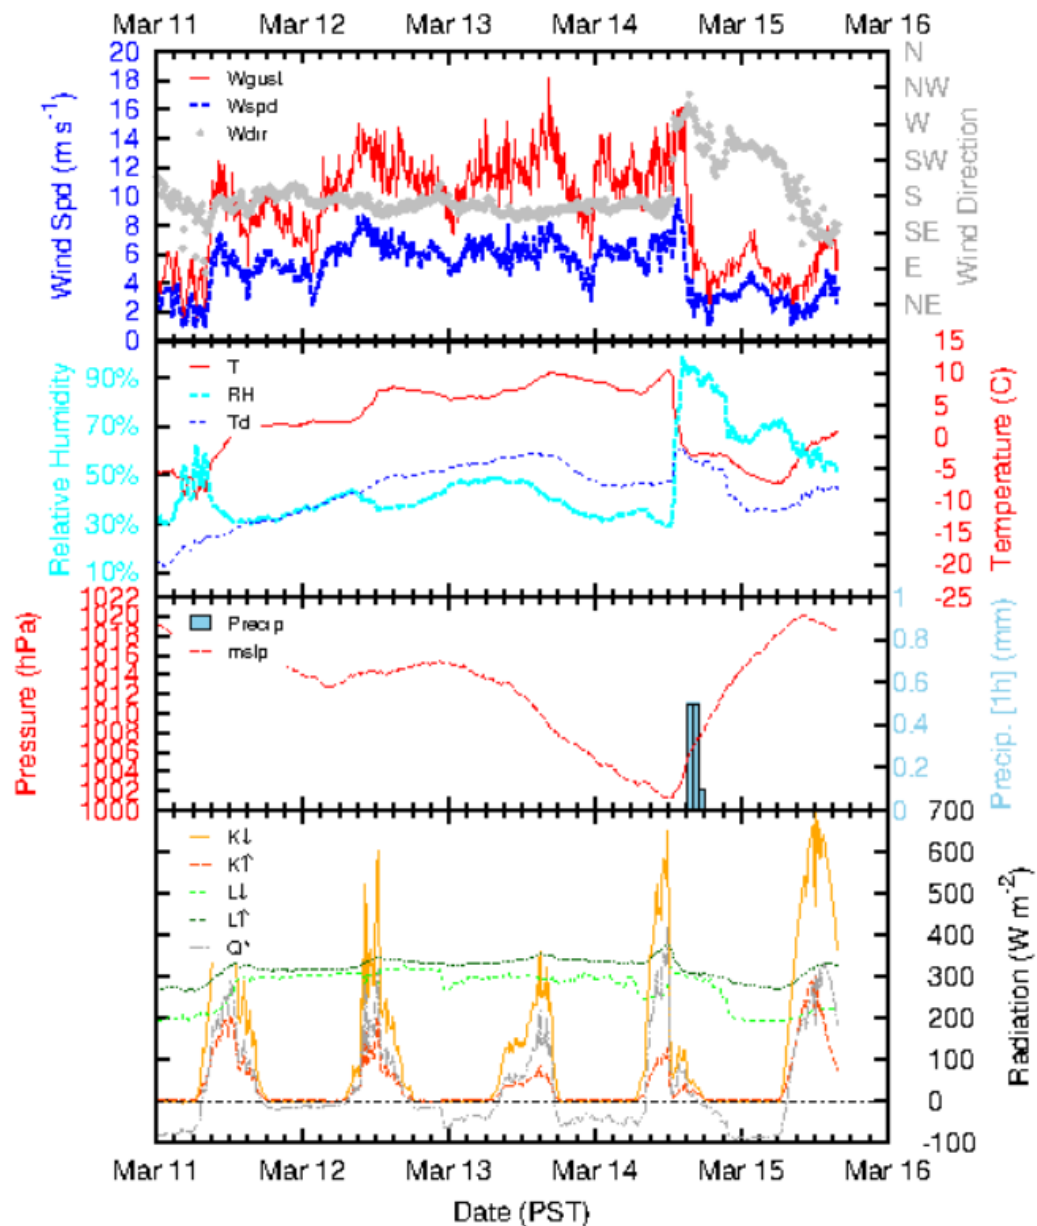 Mar 11 Mar 12 Mar 13 Mar 14 Mar 15 Mar 16
Wind Spd (m s⁻¹)
20
18
16
14
12
10
8
6
4
2
0
Wgust
Wspd
Wdir
N
NW
W
SW
S
SE
E
NE
Wind Direction
Relative Humidity
90%
70%
50%
30%
10%
T
RH
Td
15
10
5
0
-5
-10
-15
-20
-25
Temperature (C)
Pressure (hPa)
1022
1020
1018
1016
1014
1012
1010
1008
1006
1004
1002
1000
Precip
mslp
1
0.8
0.6
0.4
0.2
0
Precip. [1h] (mm)
K↓
K↑
L↓
L↑
Q*
700
600
500
400
300
200
100
0
-100
Radiation (W m⁻²)
Mar 11 Mar 12 Mar 13 Mar 14 Mar 15 Mar 16
Date (PST)